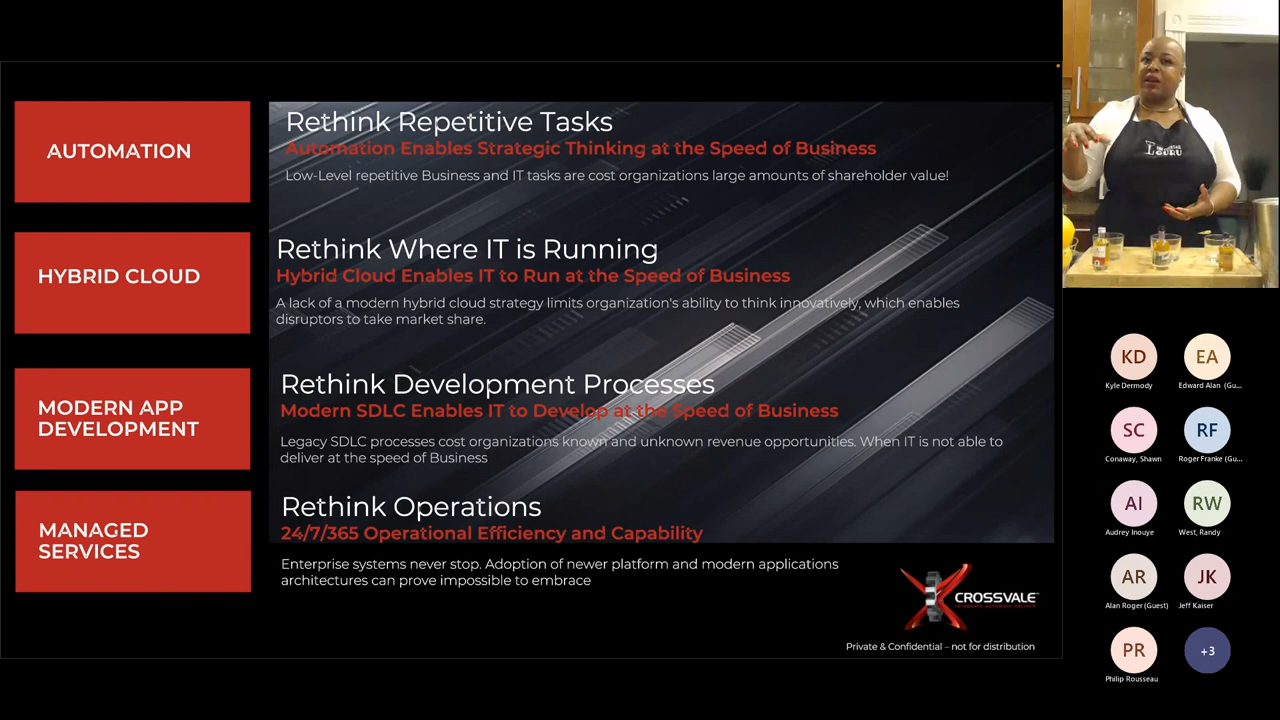 AUTOMATION
Rethink Repetitive Tasks
Automation Enables Strategic Thinking at the Speed of Business
Low-Level repetitive Business and IT tasks are cost organizations large amounts of shareholder value!
HYBRID CLOUD
Rethink Where IT is Running
Hybrid Cloud Enables IT to Run at the Speed of Business
A lack of a modern hybrid cloud strategy limits organization's ability to think innovatively, which enables
disruptors to take market share.
MODERN APP
DEVELOPMENT
Rethink Development Processes
Modern SDLC Enables IT to Develop at the Speed of Business
Legacy SDLC processes cost organizations known and unknown revenue opportunities. When IT is not able to
deliver at the speed of Business
MANAGED
SERVICES
Rethink Operations
24/7/365 Operational Efficiency and Capability
Enterprise systems never stop. Adoption of newer platform and modern applications
architectures can prove impossible to embrace
CROSSVALE™
Private & Confidential – not for distribution
GURU
KD
Kyle Dermody
EA
Edward Alan (Gu...
SC
Conaway, Shawn
RF
Roger Franke (Gu...
AI
Audrey Inouye
RW
West, Randy
AR
Alan Roger (Guest)
JK
Jeff Kaiser
PR
Philip Rousseau
+3